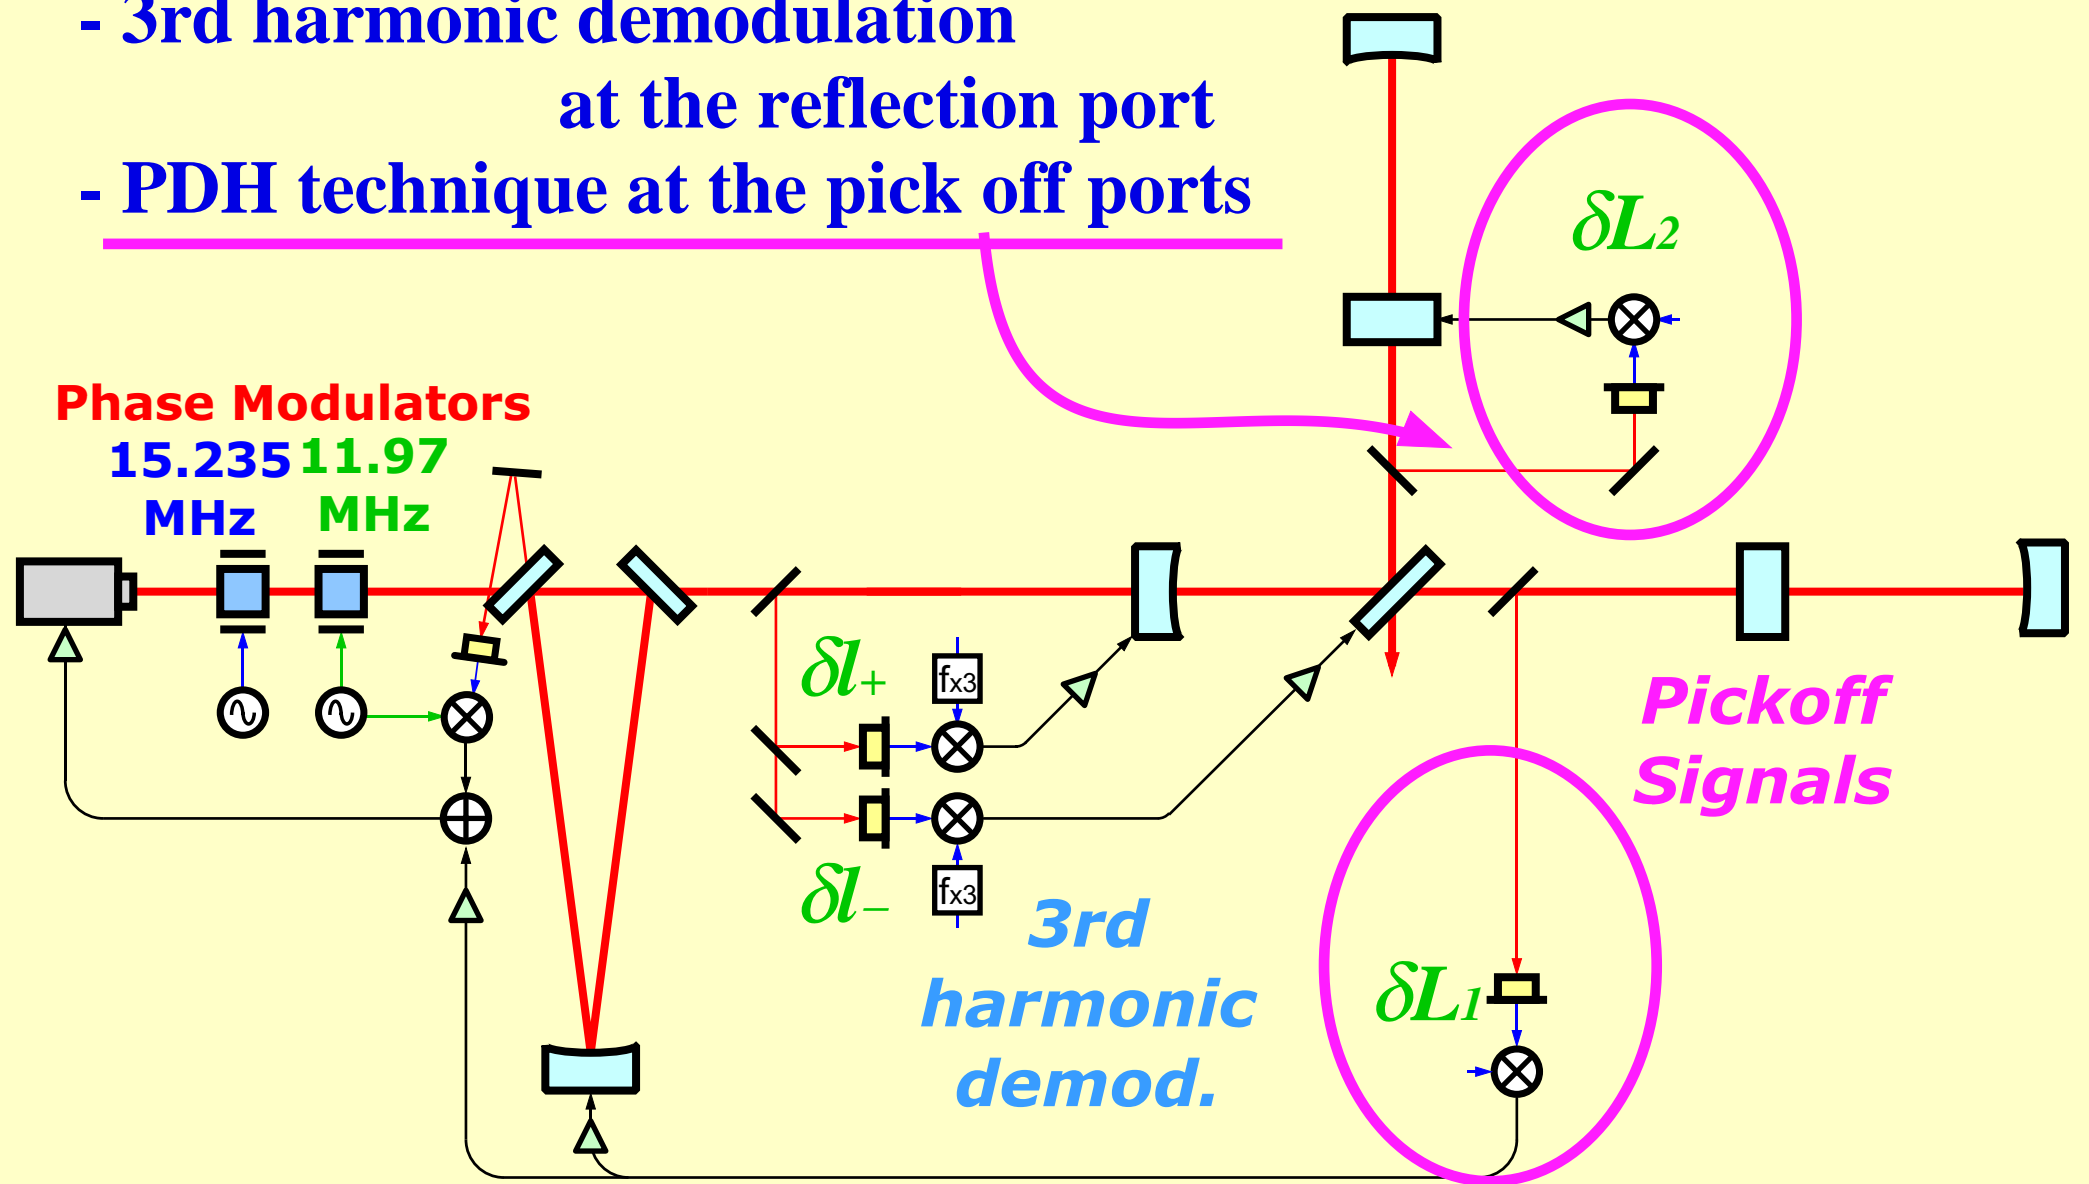 - 3rd harmonic demodulation
at the reflection port
- PDH technique at the pick off ports
δL2
Phase Modulators
15.235 11.97
MHz MHz
δl+
fx3
Pickoff
Signals
δl−
fx3
3rd
harmonic
demod.
δL1